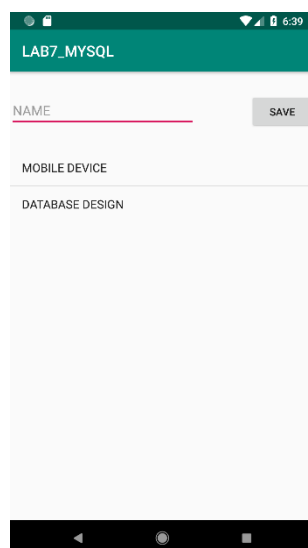 6:39
LAB7_MYSQL
NAME SAVE
MOBILE DEVICE
DATABASE DESIGN